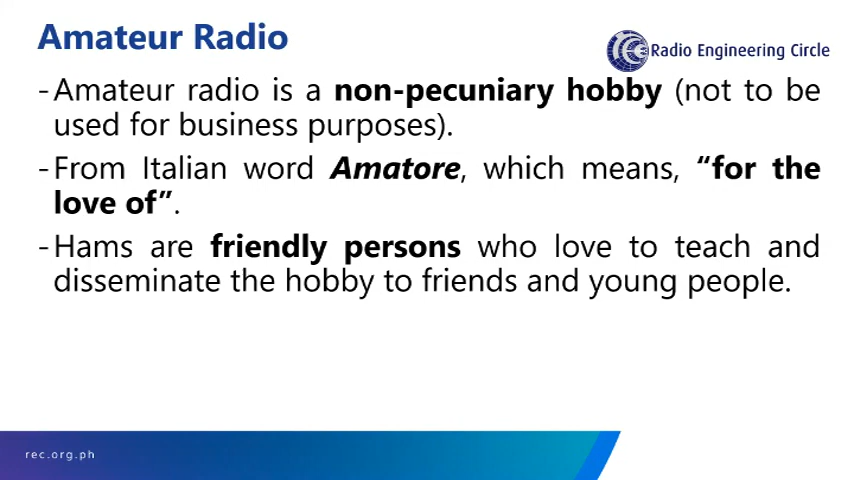 Amateur Radio
Radio Engineering Circle
- Amateur radio is a non-pecuniary hobby (not to be
used for business purposes).
- From Italian word Amatore, which means, “for the
love of”.
- Hams are friendly persons who love to teach and
disseminate the hobby to friends and young people.
rec.org.ph